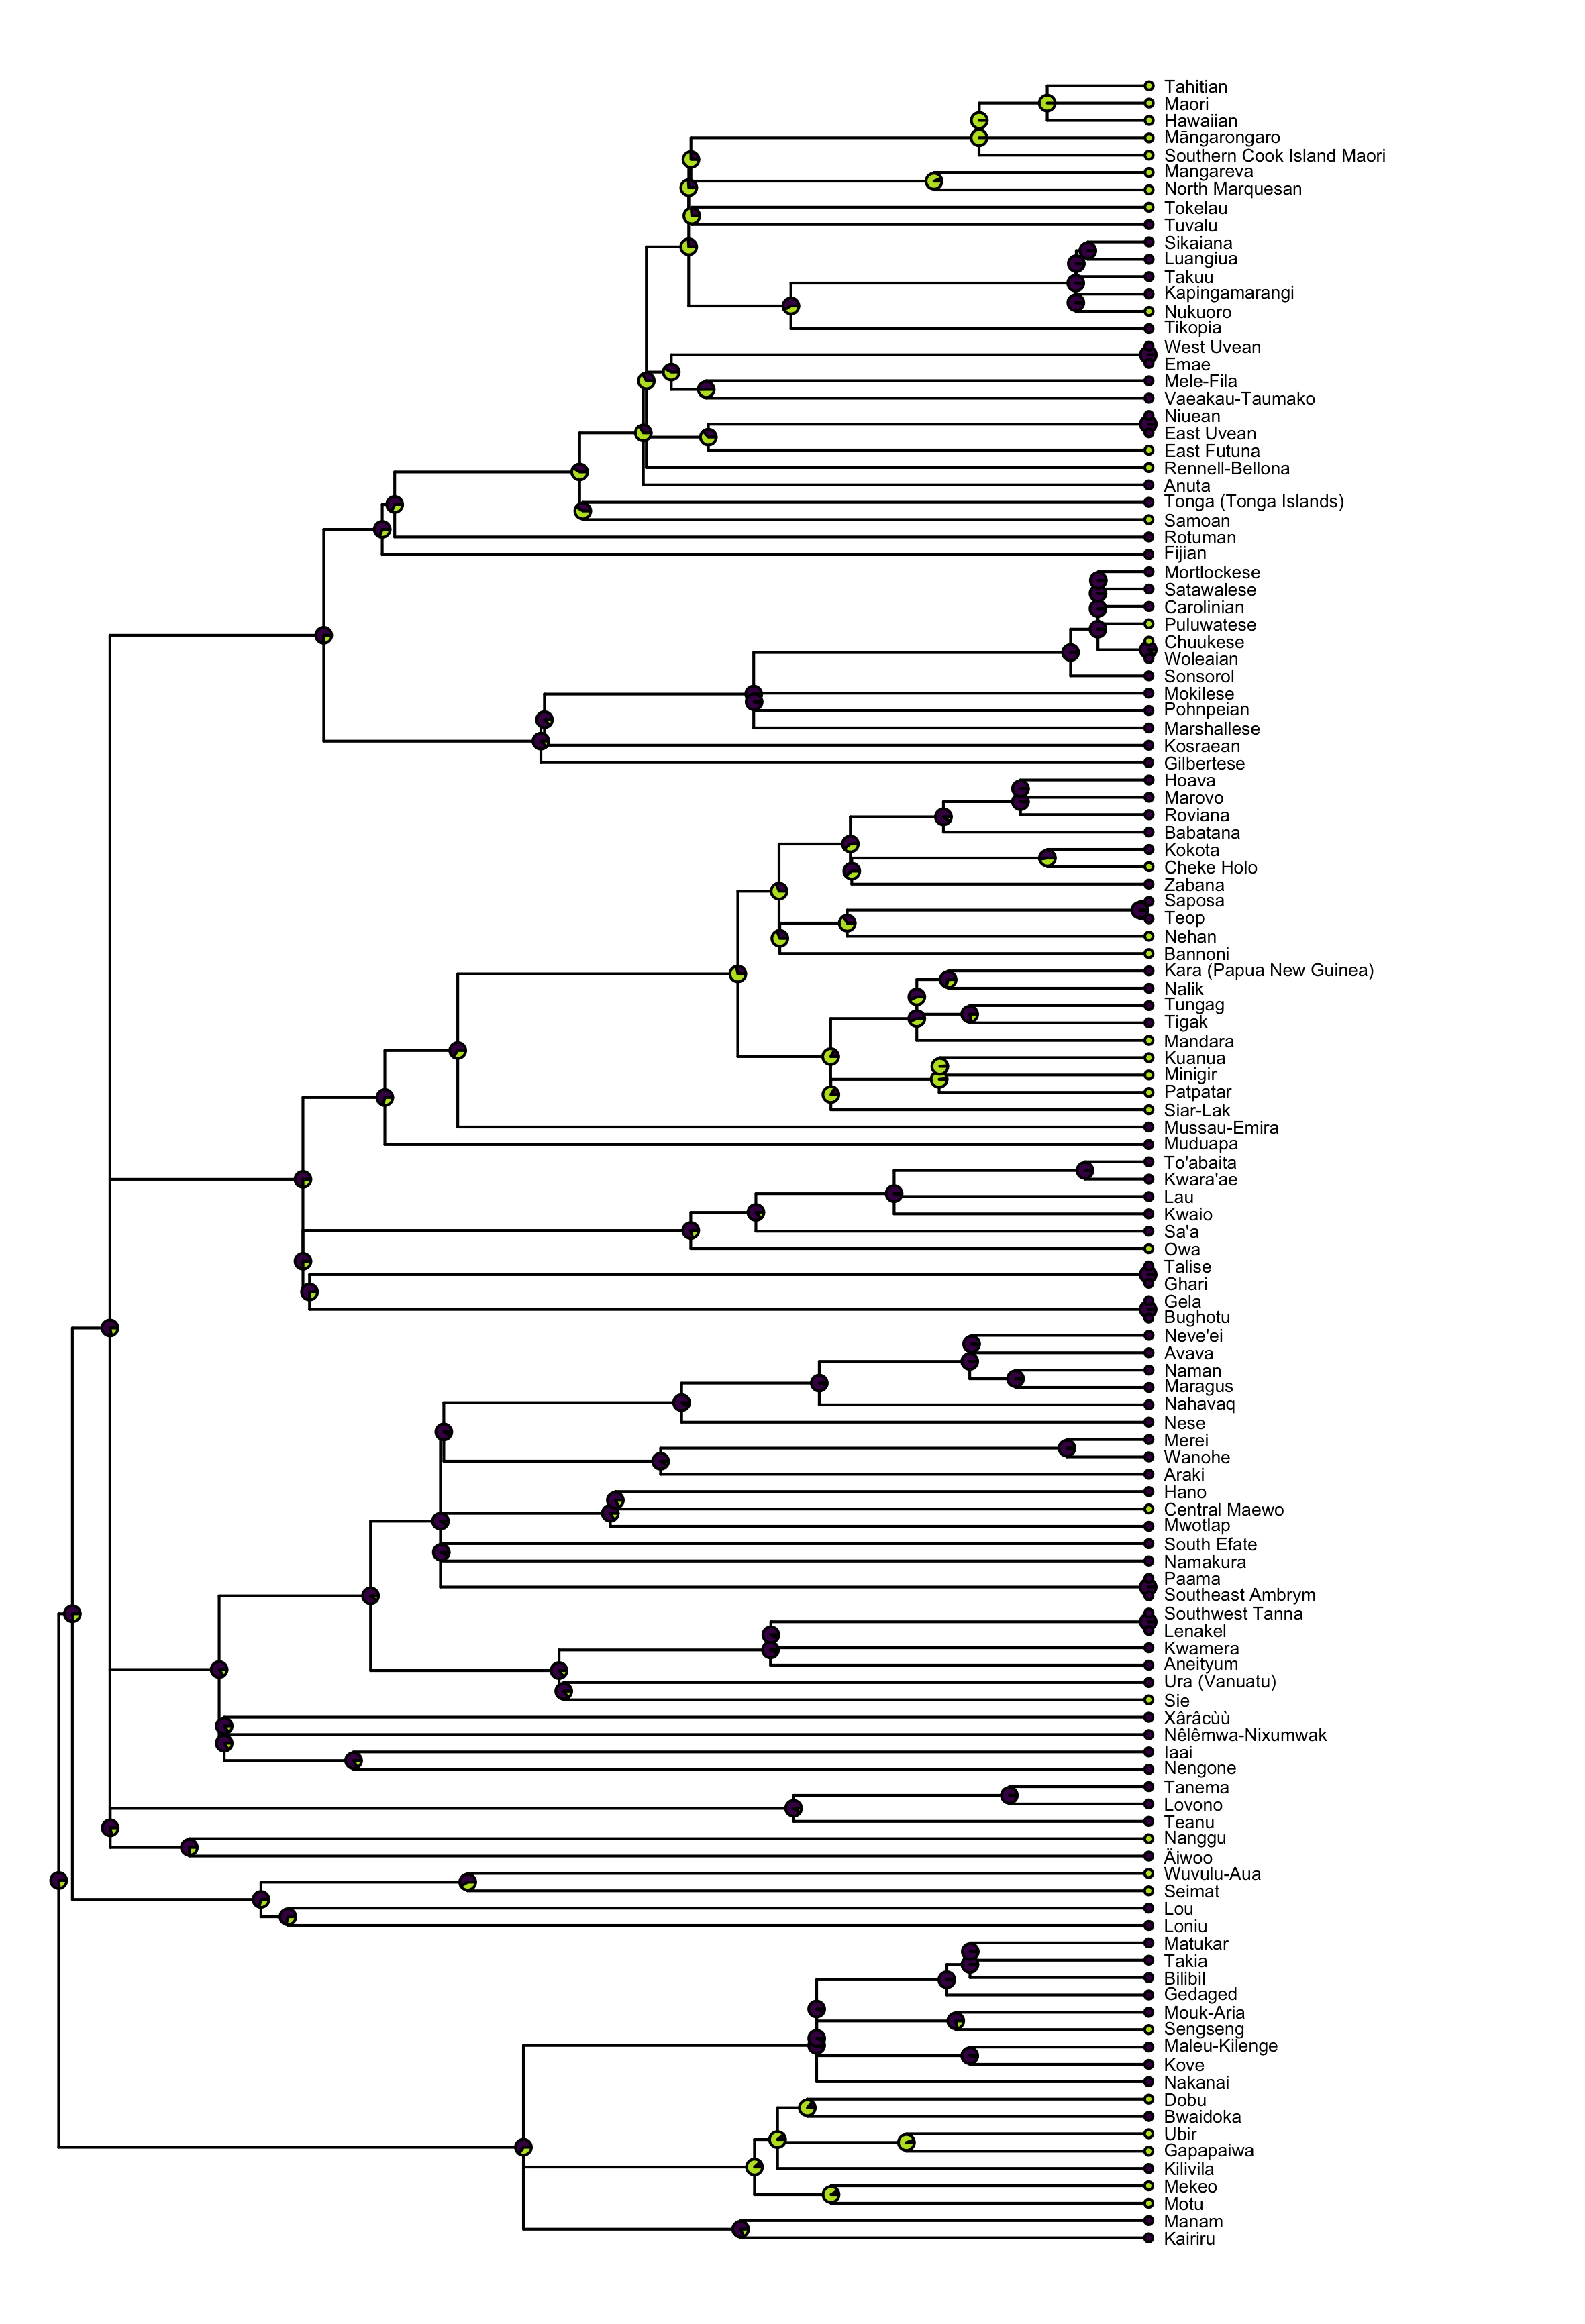 Tahitian
Maori
Hawaiian
Māngarongaro
Southern Cook Island Maori
Mangareva
North Marquesan
Tokelau
Tuvalu
Sikaiana
Luangiua
Takuu
Kapingamarangi
Nukuoro
Tikopia
West Uvean
Emae
Mele-Fila
Vaeakau-Taumako
Niuean
East Uvean
East Futuna
Rennell-Bellona
Anuta
Tonga (Tonga Islands)
Samoan
Rotuman
Fijian
Mortlockese
Satawalese
Carolinian
Puluwatese
Chuukese
Woleaian
Sonsorol
Mokilese
Pohnpeian
Marshallese
Kosraean
Gilbertese
Hoava
Marovo
Roviana
Babatana
Kokota
Cheke Holo
Zabana
Saposa
Teop
Nehan
Bannoni
Kara (Papua New Guinea)
Nalik
Tungag
Tigak
Mandara
Kuanua
Minigir
Patpatar
Siar-Lak
Mussau-Emira
Muduapa
To'abaita
Kwara'ae
Lau
Kwaio
Sa'a
Owa
Talise
Ghari
Gela
Bughotu
Neve'ei
Avava
Naman
Maragus
Nahavaq
Nese
Merei
Wanohe
Araki
Hano
Central Maewo
Mwotlap
South Efate
Namakura
Paama
Southeast Ambrym
Southwest Tanna
Lenakel
Kwamera
Aneityum
Ura (Vanuatu)
Sie
Xârâcùù
Nêlêmwa-Nixumwak
Iaai
Nengone
Tanema
Lovono
Teanu
Nanggu
Äiwoo
Wuvulu-Aua
Seimat
Lou
Loniu
Matukar
Takia
Bilibil
Gedaged
Mouk-Aria
Sengseng
Maleu-Kilenge
Kove
Nakanai
Dobu
Bwaidoka
Ubir
Gapapaiwa
Kilivila
Mekeo
Motu
Manam
Kairiru